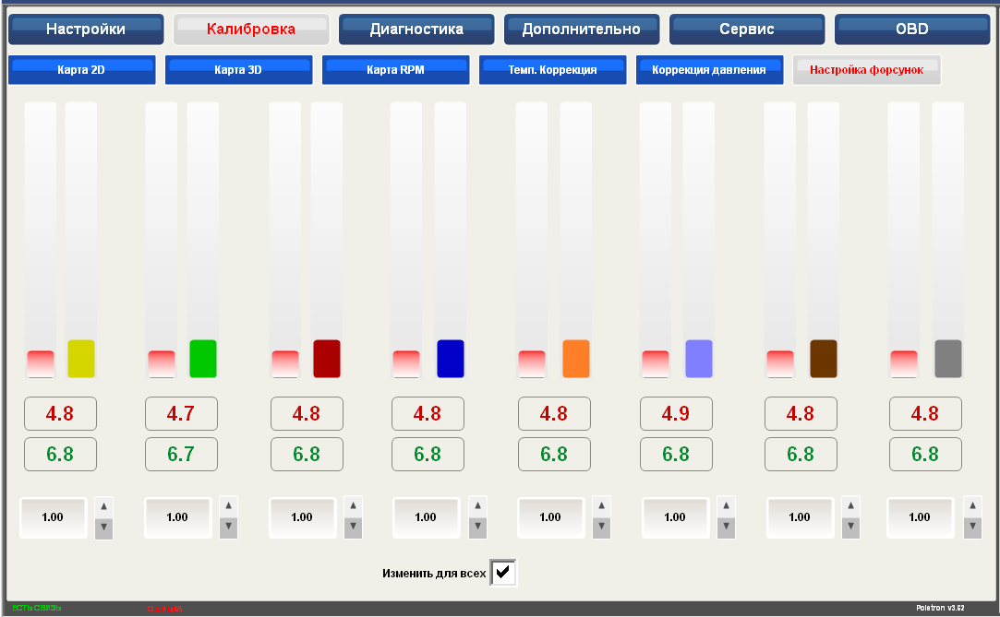 Настройки Калибровка Диагностика Дополнительно Сервис OBD
Карта 2D Карта 3D Карта RPM Темп. Коррекция Коррекция давления Настройка форсунок
4.8 4.7 4.8 4.8 4.8 4.9 4.8 4.8
6.8 6.7 6.8 6.8 6.8 6.8 6.8 6.8
1.00 1.00 1.00 1.00 1.00 1.00 1.00 1.00
Изменить для всех
ЕСТЬ СВЯЗЬ Poletron v3.62